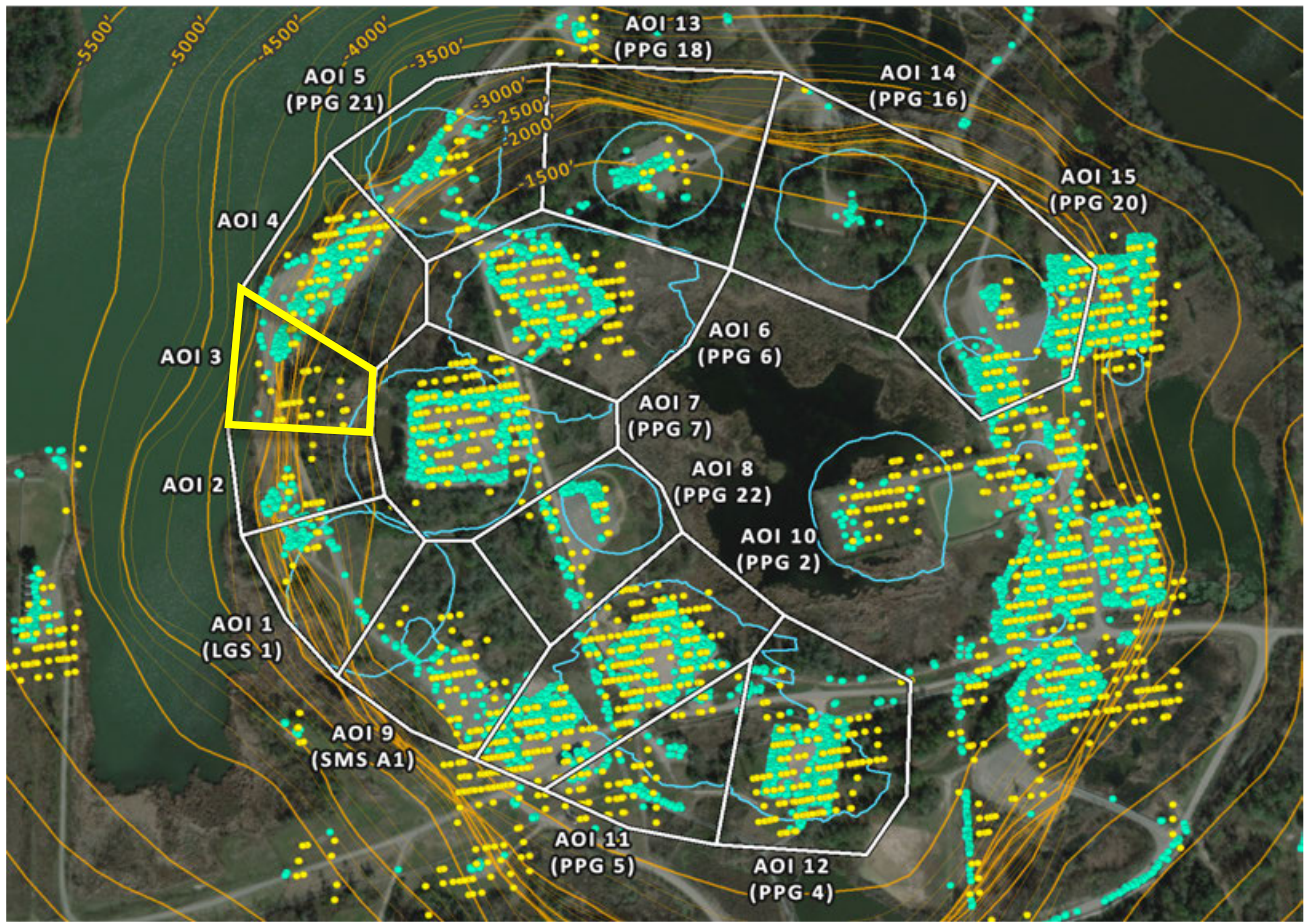 -5500'
-5000'
-4500'
-4000'
-3500'
AOI 13
(PPG 18)
AOI 5
(PPG 21)
AOI 14
(PPG 16)
-3000'
-2500'
-2000'
-1500'
AOI 15
(PPG 20)
AOI 4
AOI 3
AOI 6
(PPG 6)
AOI 7
(PPG 7)
AOI 2
AOI 8
(PPG 22)
AOI 10
(PPG 2)
AOI 1
(LGS 1)
AOI 9
(SMS A1)
AOI 11
(PPG 5)
AOI 12
(PPG 4)